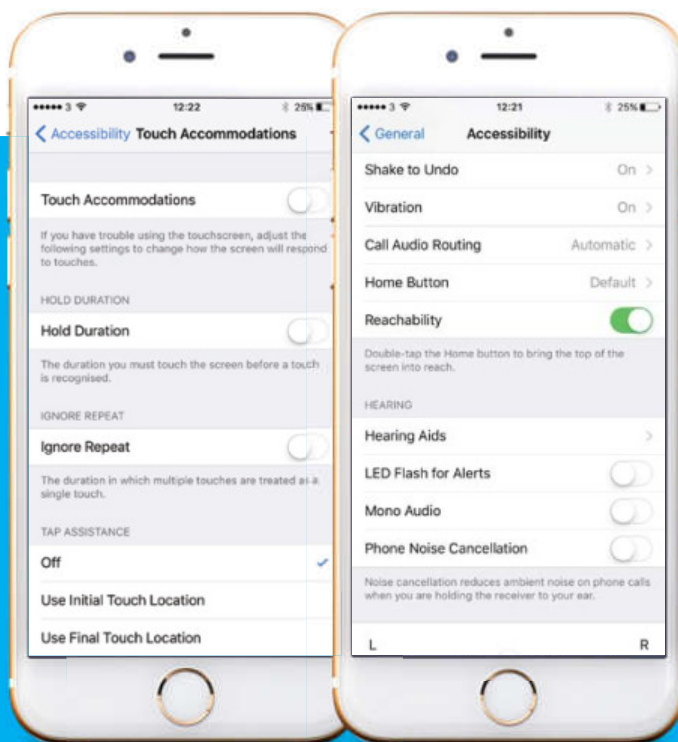 3 12:22 25%
Accessibility Touch Accommodations
Touch Accommodations
If you have trouble using the touchscreen, adjust the
following settings to change how the screen will respond
to touches.
HOLD DURATION
Hold Duration
The duration you must touch the screen before a touch
is recognised.
IGNORE REPEAT
Ignore Repeat
The duration in which multiple touches are treated as a
single touch.
TAP ASSISTANCE
Off
Use Initial Touch Location
Use Final Touch Location
3 12:21 25%
General Accessibility
Shake to Undo On
Vibration On
Call Audio Routing Automatic
Home Button Default
Reachability
Double-tap the Home button to bring the top of the
screen into reach.
HEARING
Hearing Aids
LED Flash for Alerts
Mono Audio
Phone Noise Cancellation
Noise cancellation reduces ambient noise on phone calls
when you are holding the receiver to your ear.
L R